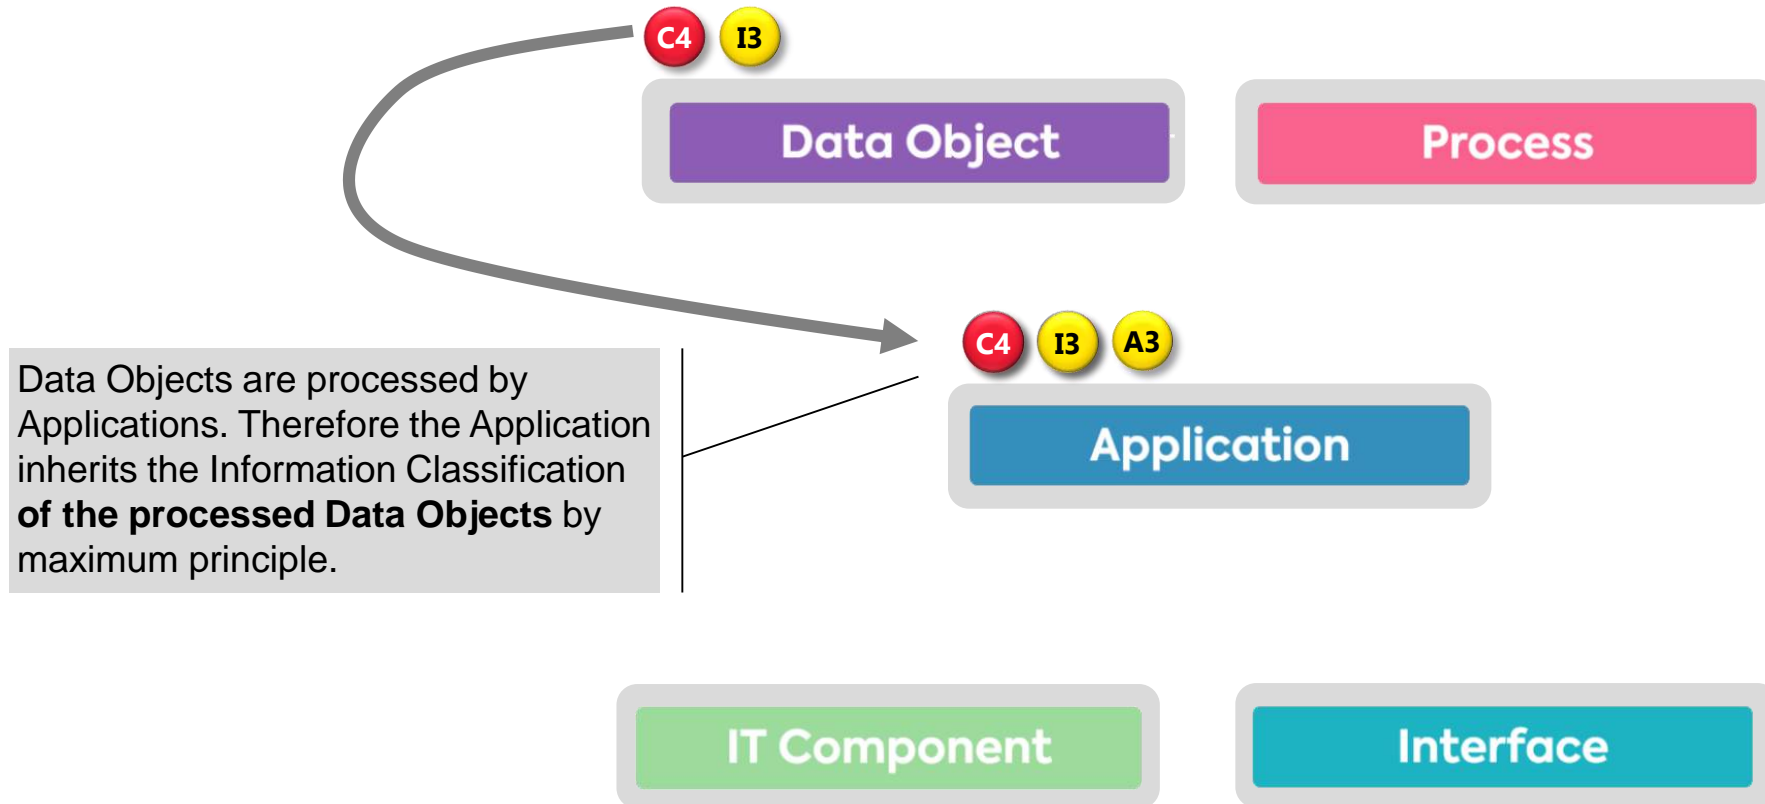 C4 I3
Data Object
Process
C4 I3 A3
Application
Data Objects are processed by
Applications. Therefore the Application
inherits the Information Classification
of the processed Data Objects by
maximum principle.
IT Component
Interface